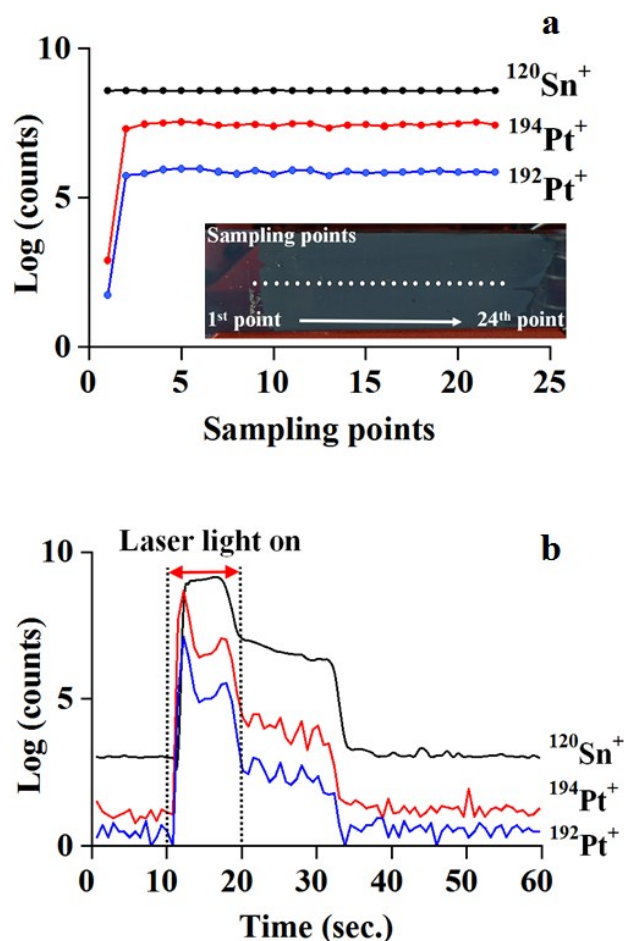 a
10
¹²⁰Sn⁺
¹⁹⁴Pt⁺
¹⁹²Pt⁺
5
0
Log (counts)
Sampling points
1ˢᵗ point
24ᵗʰ point
0 5 10 15 20 25
Sampling points
b
Laser light on
10
5
0
Log (counts)
¹²⁰Sn⁺
¹⁹⁴Pt⁺
¹⁹²Pt⁺
0 10 20 30 40 50 60
Time (sec.)